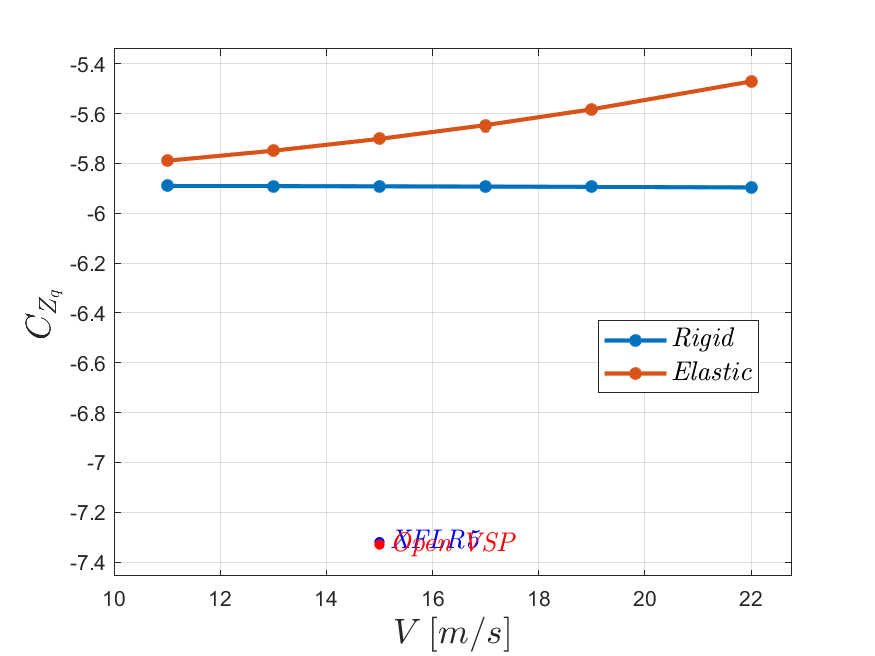 -5.4
-5.6
-5.8
-6
-6.2
-6.4
-6.6
-6.8
-7
-7.2
-7.4
C_{Z_q}
Rigid
Elastic
XFLR5
Open VSP
10 12 14 16 18 20 22
V [m/s]